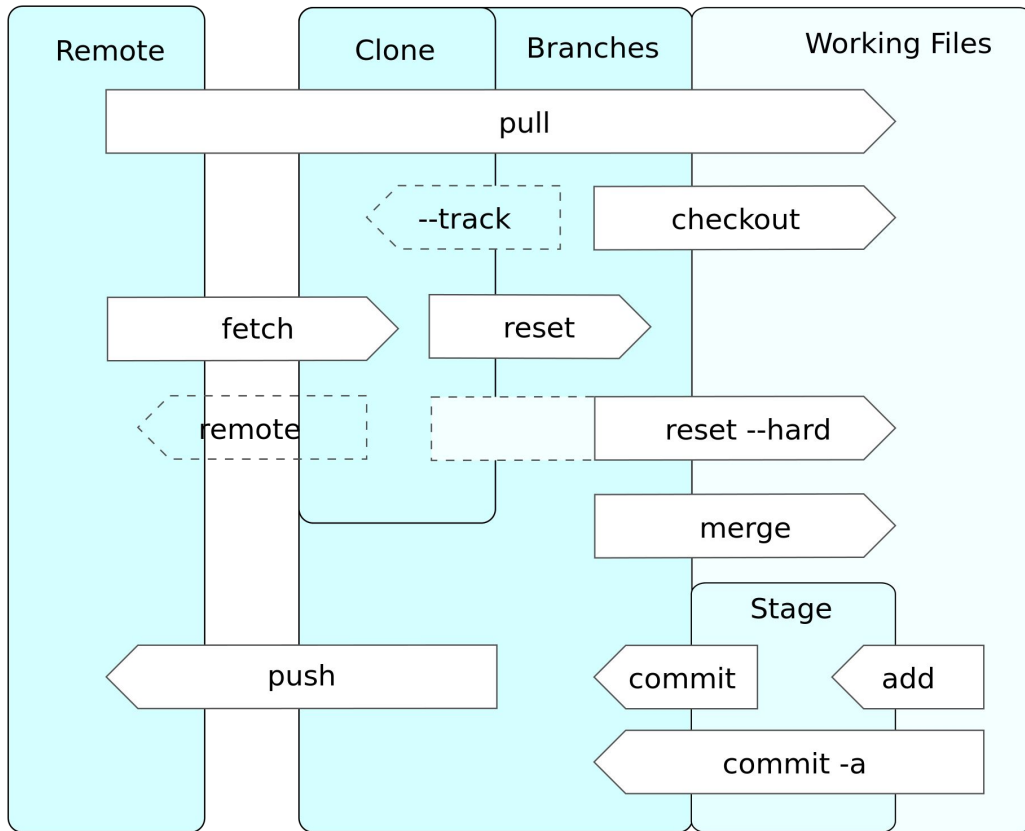 Remote
Clone
Branches
Working Files
pull
--track
checkout
fetch
reset
remote
reset --hard
merge
Stage
push
commit
add
commit -a